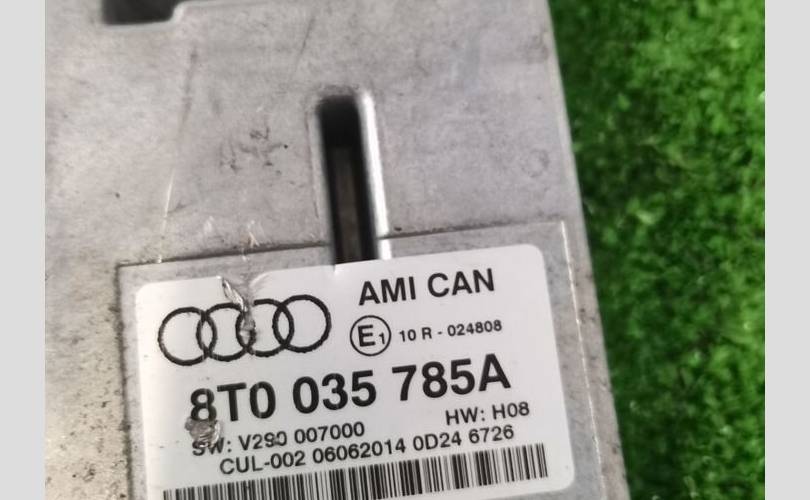 AMI CAN
E1 10 R - 024808
8T0 035 785A
SW: V290 007000 HW: H08
CUL-002 06062014 0D24 6726